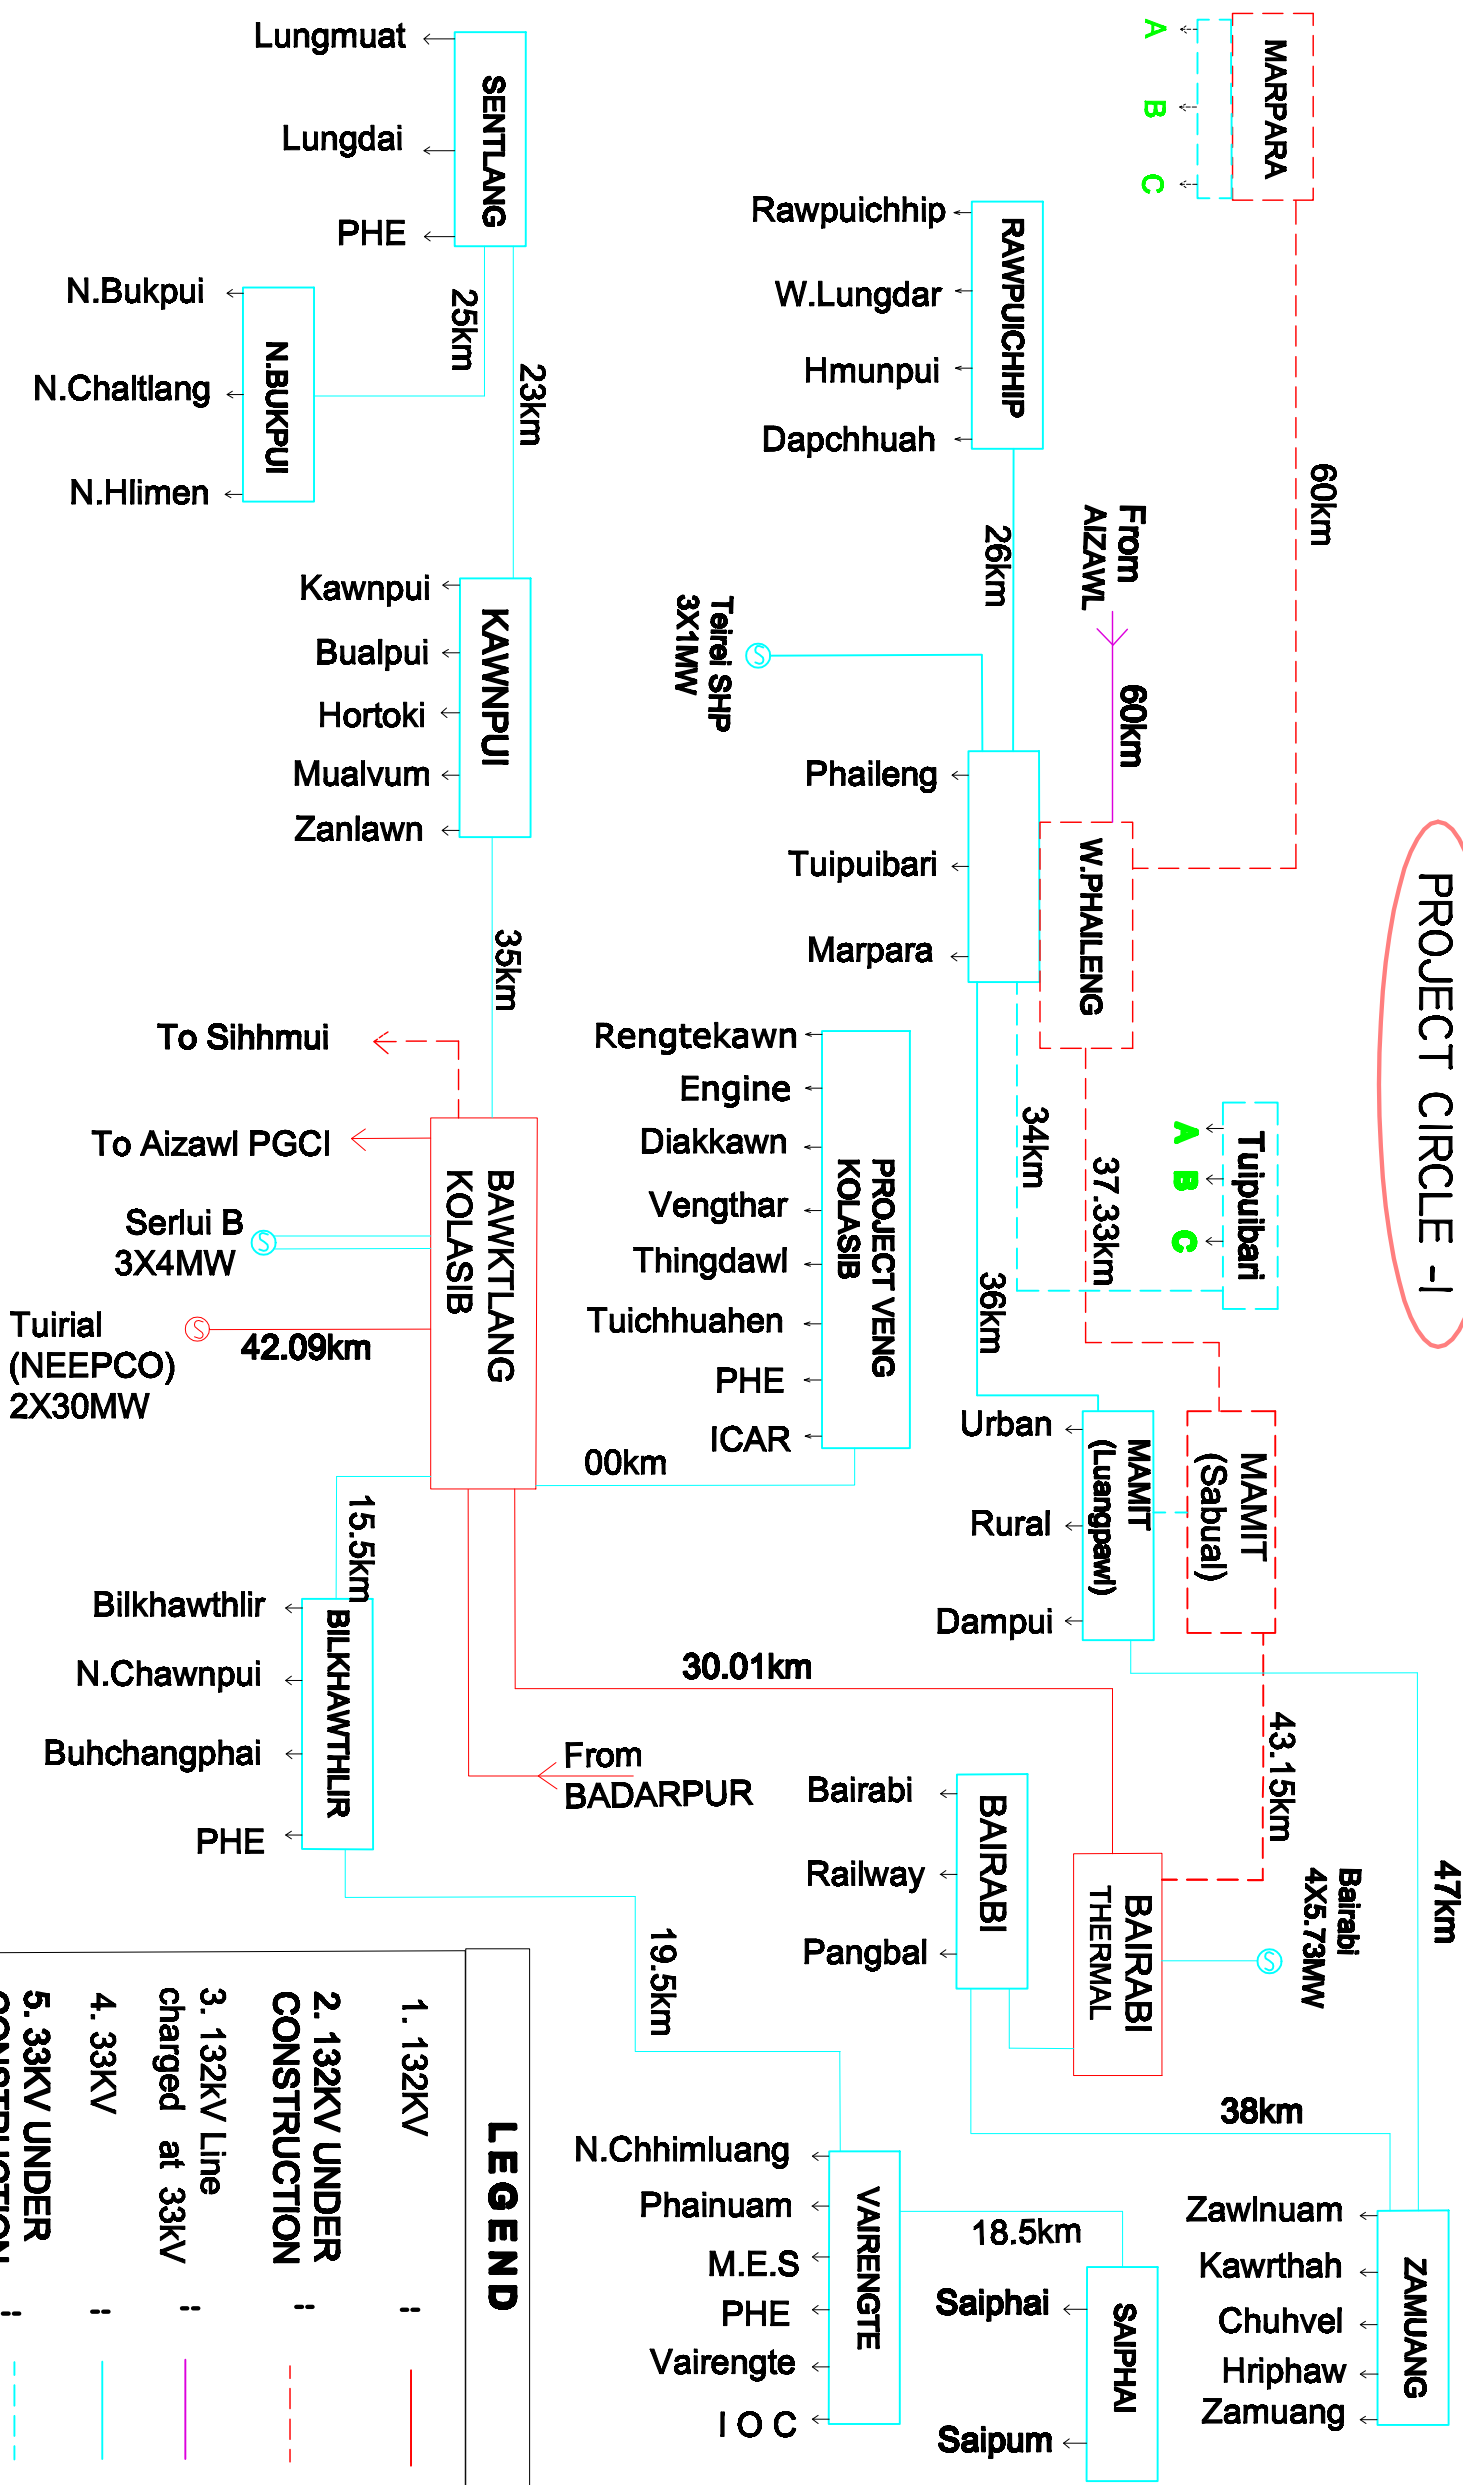 PROJECT CIRCLE -I
MARPARA
A
B
C
60km
SENTLANG
Lungmuat
Lungdai
PHE
25km
23km
N.BUKPUI
N.Bukpui
N.Chaltlang
N.Hlimen
RAWPUICHHIP
Rawpuichhip
W.Lungdar
Hmunpui
Dapchhuah
26km
From
AIZAWL
60km
Teirei SHP
3X1MW
KAWNPUI
Kawnpui
Bualpui
Hortoki
Mualvum
Zanlawn
35km
W.PHAILENG
Phaileng
Tuipuibari
Marpara
34km
37.33km
36km
Tuipuibari
A
B
C
PROJECT VENG
KOLASIB
Rengtekawn
Engine
Diakkawn
Vengthar
Thingdawl
Tuichhuahen
PHE
ICAR
00km
BAWKTLANG
KOLASIB
To Sihhmui
To Aizawl PGCI
Serlui B
3X4MW
Tuirial
(NEEPCO)
2X30MW
42.09km
15.5km
MAMIT
(Luangpawl)
Urban
Rural
Dampui
MAMIT
(Sabual)
43.15km
47km
30.01km
From
BADARPUR
BILKHAWTHLIR
Bilkhawthlir
N.Chawnpui
Buhchangphai
PHE
19.5km
BAIRABI
Bairabi
Railway
Pangbal
BAIRABI
THERMAL
Bairabi
4X5.73MW
38km
VAIRENGTE
N.Chhimluang
Phainuam
M.E.S
PHE
Vairengte
I O C
18.5km
SAIPHAI
Saiphai
Saipum
ZAMUANG
Zawlnuam
Kawrthah
Chuhvel
Hriphaw
Zamuang
LEGEND
1. 132KV --
2. 132KV UNDER
CONSTRUCTION --
3. 132kV Line
charged at 33kV --
4. 33KV --
5. 33KV UNDER
CONSTRUCTION --